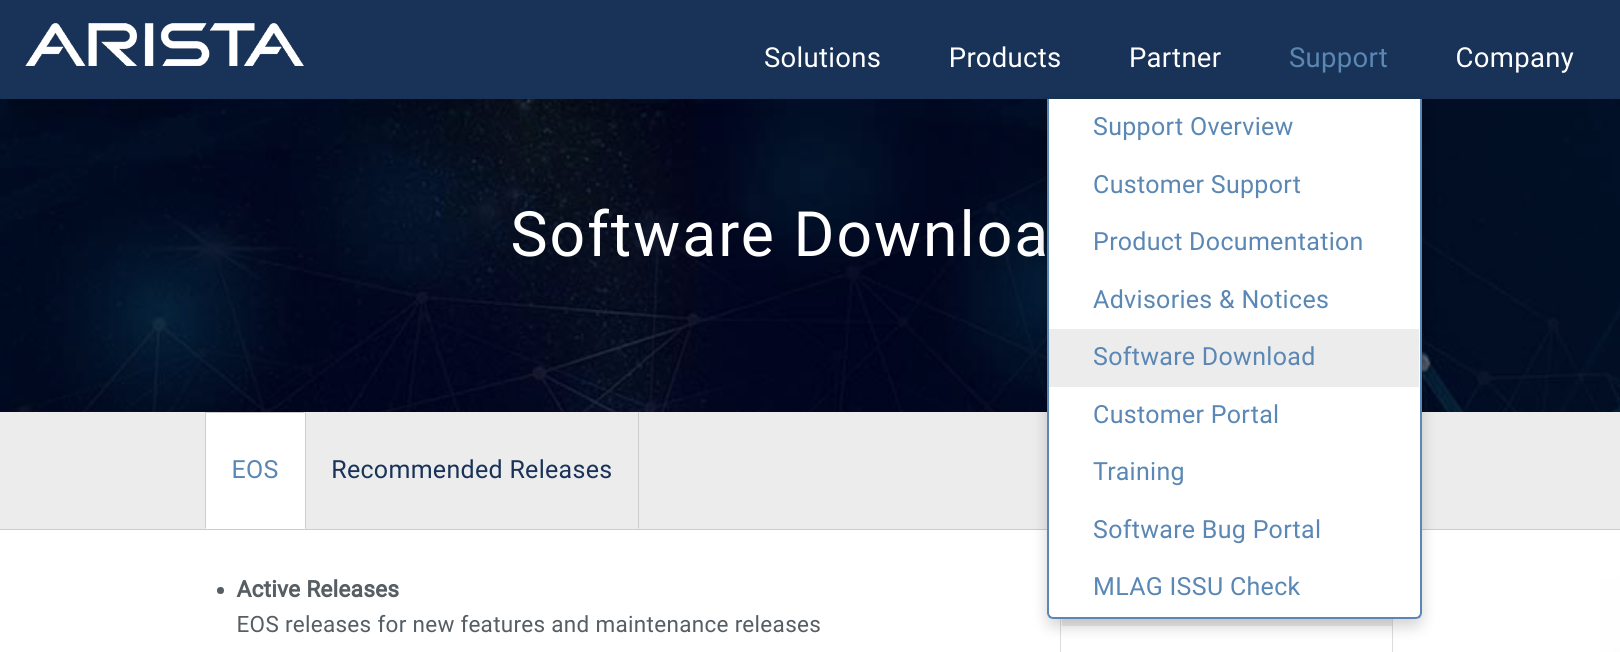 ARISTA
Solutions Products Partner Support Company
Support Overview
Customer Support
Product Documentation
Advisories & Notices
Software Download
Customer Portal
Training
Software Bug Portal
MLAG ISSU Check
Software Downloa
EOS Recommended Releases
• Active Releases
EOS releases for new features and maintenance releases